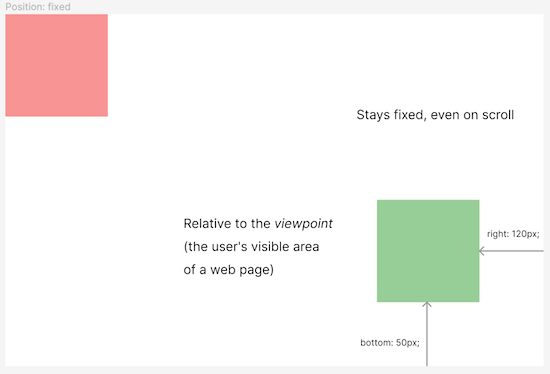 Position: fixed
Stays fixed, even on scroll
Relative to the viewpoint
(the user's visible area
of a web page)
right: 120px;
bottom: 50px;